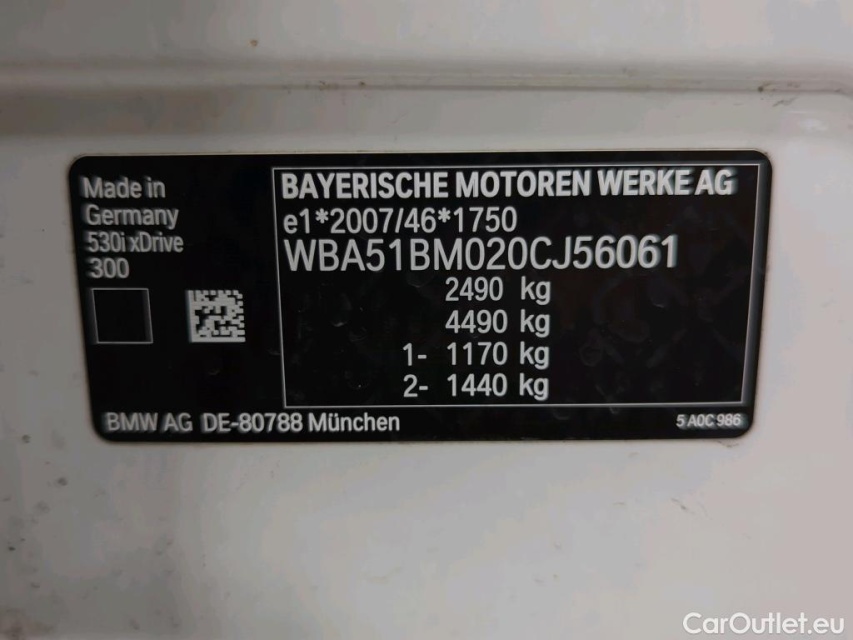 Made in
Germany
530i xDrive
300
BAYERISCHE MOTOREN WERKE AG
e1*2007/46*1750
WBA51BM020CJ56061
2490 kg
4490 kg
1- 1170 kg
2- 1440 kg
BMW AG DE-80788 München
5 A0C 986
CarOutlet.eu